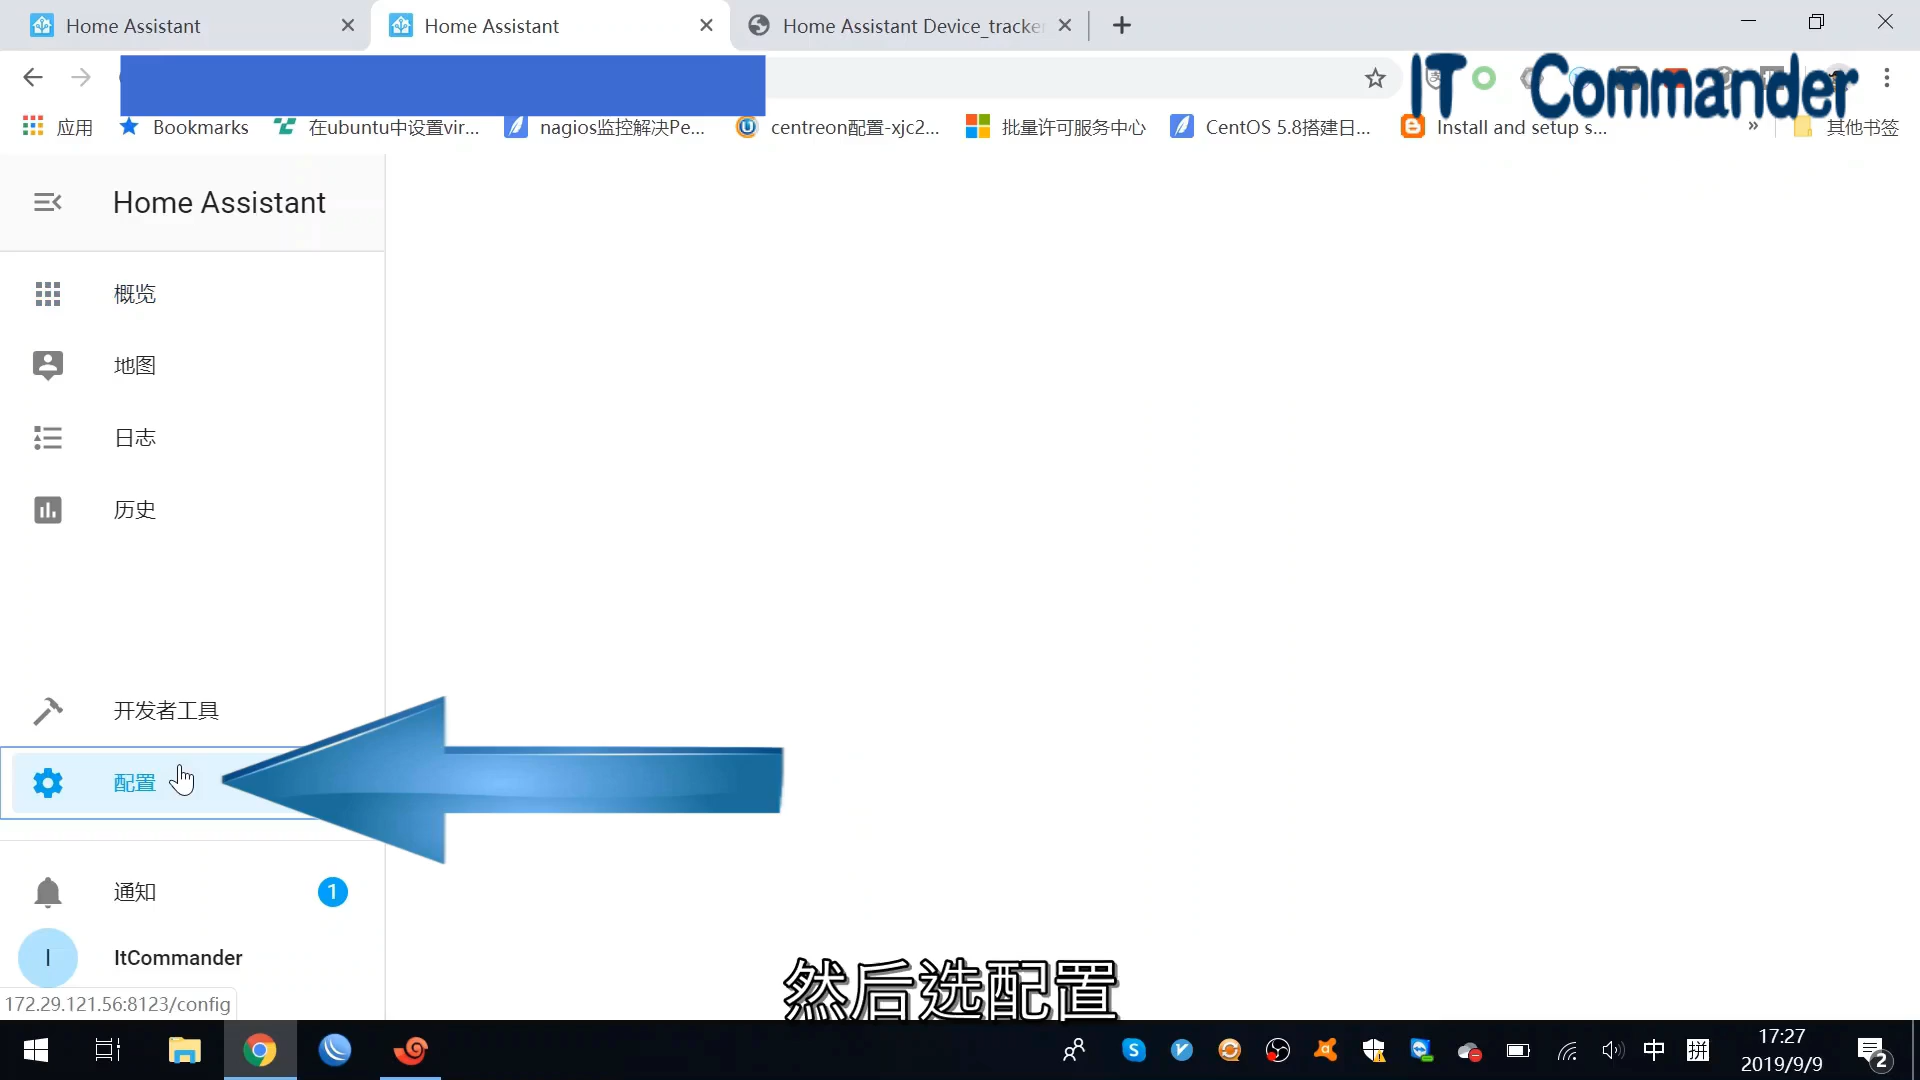 Home Assistant
Home Assistant
Home Assistant Device_tracke
IT Commander
应用
Bookmarks
在ubuntu中设置vir...
nagios监控解决Pe...
centreon配置-xjc2...
批量许可服务中心
CentOS 5.8搭建日...
Install and setup s...
»
其他书签
Home Assistant
概览
地图
日志
历史
开发者工具
配置
通知
1
I
ItCommander
172.29.121.56:8123/config
然后选配置
中
拼
17:27
2019/9/9
2